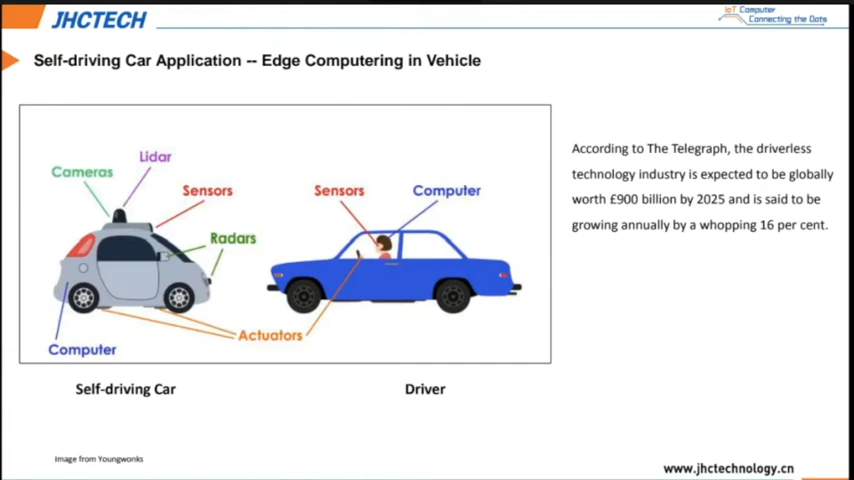 JHCTECH
IoT Computer
Connecting the Dots
Self-driving Car Application -- Edge Computering in Vehicle
Lidar
Cameras
Sensors
Radars
Computer
Actuators
Sensors
Computer
Self-driving Car
Driver
According to The Telegraph, the driverless
technology industry is expected to be globally
worth £900 billion by 2025 and is said to be
growing annually by a whopping 16 per cent.
Image from Youngwonks
www.jhctechnology.cn